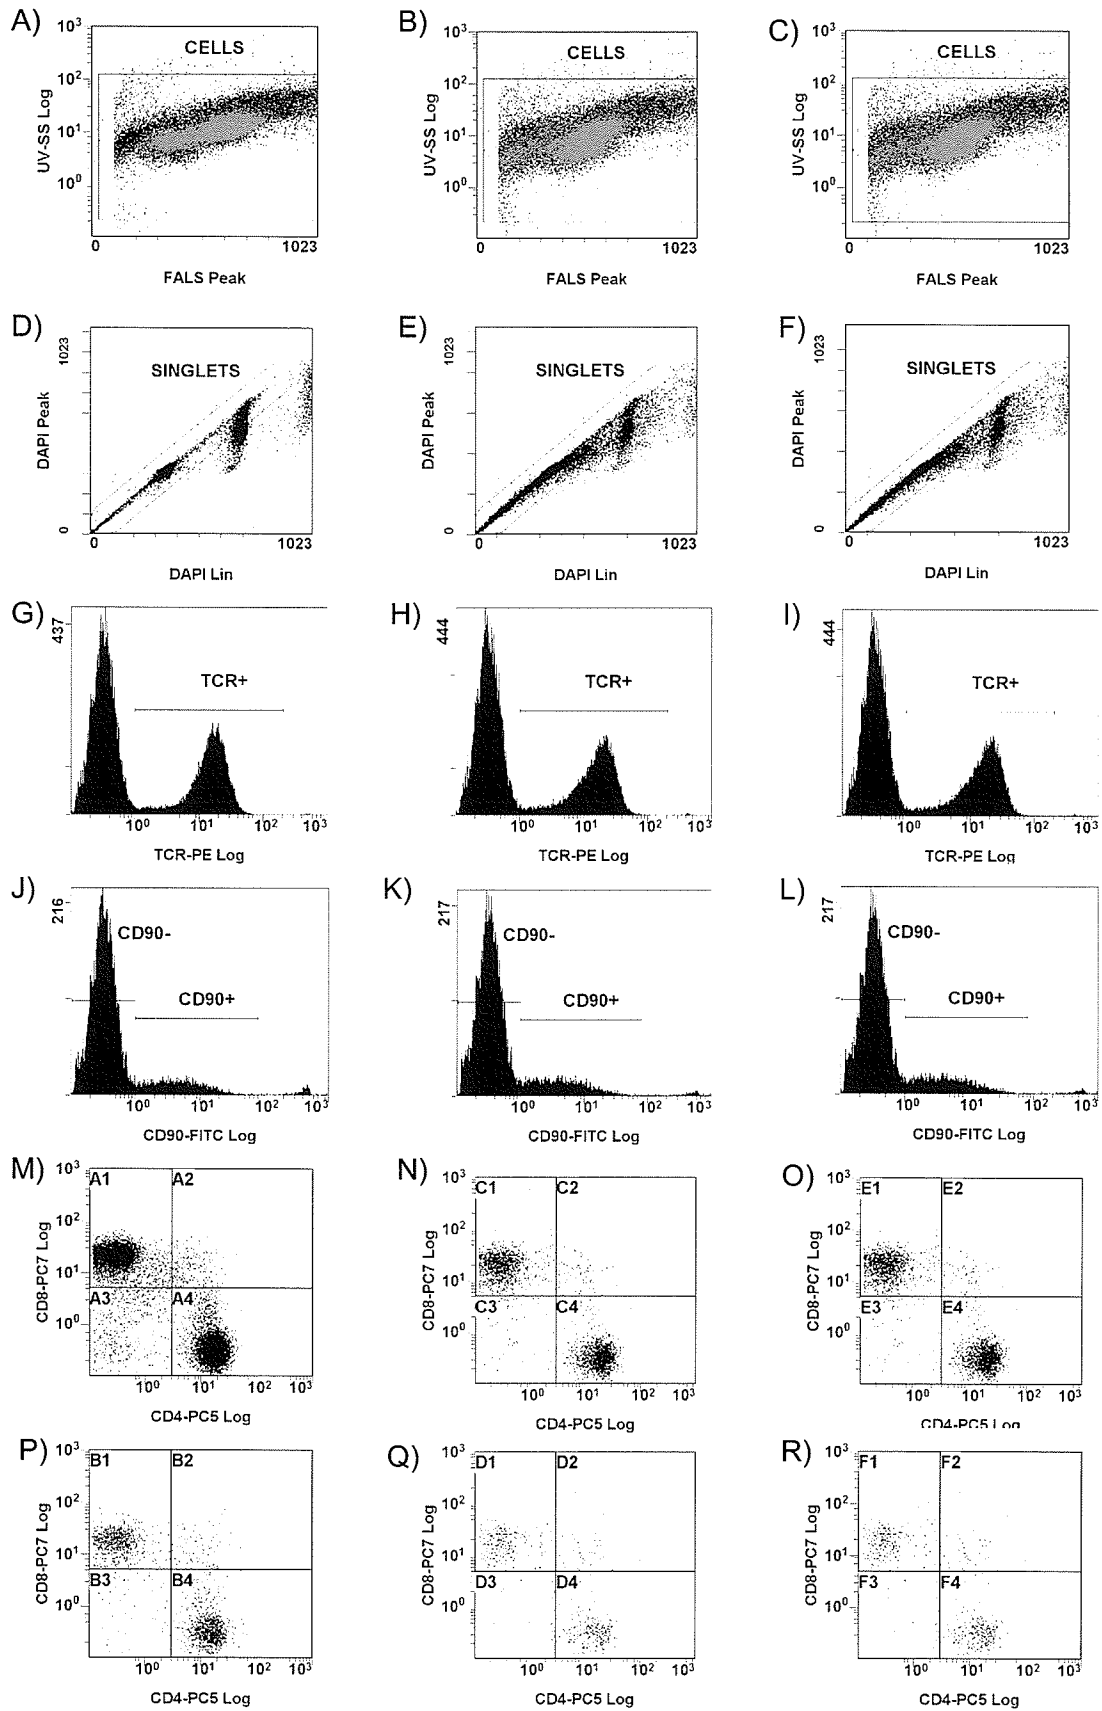 A) B) C)
10³ 10³ 10³
CELLS CELLS CELLS
10² 10² 10²
UV-SS Log UV-SS Log UV-SS Log
10¹ 10¹ 10¹
10⁰ 10⁰ 10⁰
0 1023 0 1023 0 1023
FALS Peak FALS Peak FALS Peak
D) E) F)
1023 1023 1023
SINGLETS SINGLETS SINGLETS
DAPI Peak DAPI Peak DAPI Peak
0 0 0
0 1023 0 1023 0 1023
DAPI Lin DAPI Lin DAPI Lin
G) H) I)
437 444 444
TCR+ TCR+ TCR+
10⁰ 10¹ 10² 10³ 10⁰ 10¹ 10² 10³ 10⁰ 10¹ 10² 10³
TCR-PE Log TCR-PE Log TCR-PE Log
J) K) L)
216 217 217
CD90- CD90- CD90-
CD90+ CD90+ CD90+
10⁰ 10¹ 10² 10³ 10⁰ 10¹ 10² 10³ 10⁰ 10¹ 10² 10³
CD90-FITC Log CD90-FITC Log CD90-FITC Log
M) N) O)
10³ 10³ 10³
A1 A2 C1 C2 E1 E2
10² 10² 10²
CD8-PC7 Log CD8-PC7 Log CD8-PC7 Log
10¹ 10¹ 10¹
A3 A4 C3 C4 E3 E4
10⁰ 10⁰ 10⁰
10⁰ 10¹ 10² 10³ 10⁰ 10¹ 10² 10³ 10⁰ 10¹ 10² 10³
CD4-PC5 Log CD4-PC5 Log CD4-PC5 Log
P) Q) R)
10³ 10³ 10³
B1 B2 D1 D2 F1 F2
10² 10² 10²
CD8-PC7 Log CD8-PC7 Log CD8-PC7 Log
10¹ 10¹ 10¹
B3 B4 D3 D4 F3 F4
10⁰ 10⁰ 10⁰
10⁰ 10¹ 10² 10³ 10⁰ 10¹ 10² 10³ 10⁰ 10¹ 10² 10³
CD4-PC5 Log CD4-PC5 Log CD4-PC5 Log